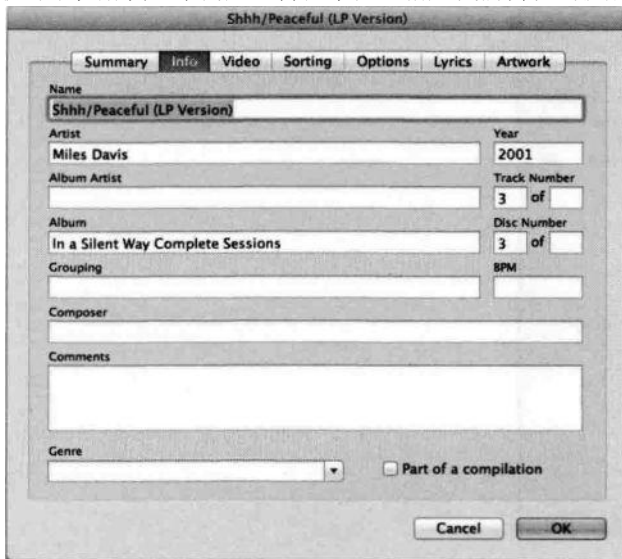 Shhh/Peaceful (LP Version)
Summary Info Video Sorting Options Lyrics Artwork
Name
Shhh/Peaceful (LP Version)
Artist Year
Miles Davis 2001
Album Artist Track Number
3 of
Album Disc Number
In a Silent Way Complete Sessions 3 of
Grouping BPM
Composer
Comments
Genre
Part of a compilation
Cancel OK